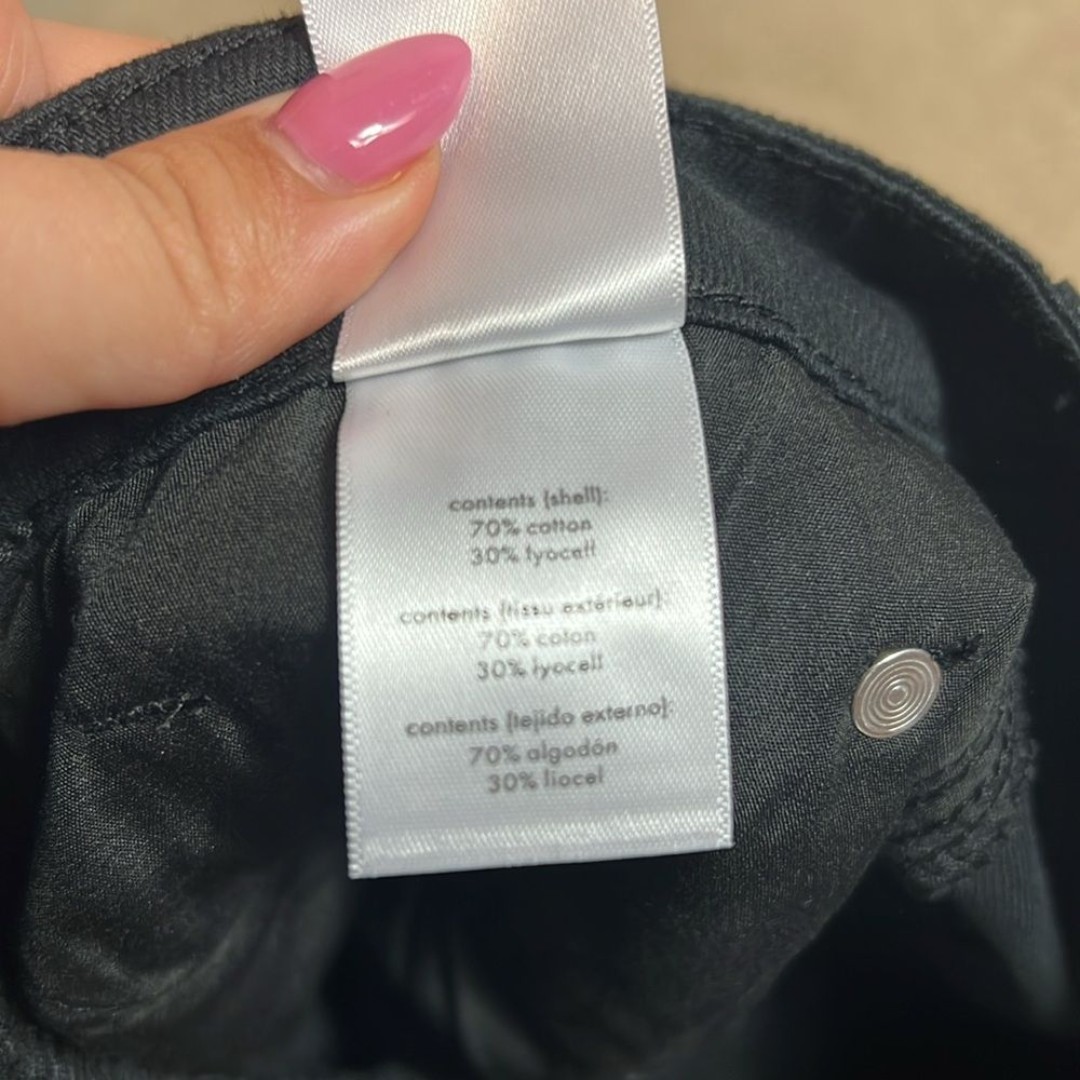 contents (shell):
70% cotton
30% lyocell
contents (tissu extérieur):
70% coton
30% lyocell
contents (tejido externo):
70% algodón
30% liocel